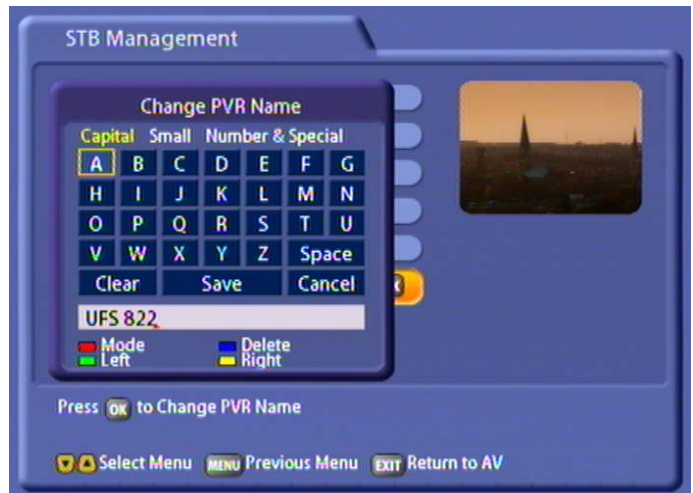 STB Management
Change PVR Name
Capital Small Number & Special
A B C D E F G
H I J K L M N
O P Q R S T U
V W X Y Z Space
Clear Save Cancel
UFS 822
Mode Delete
Left Right
Press OK to Change PVR Name
Select Menu MENU Previous Menu EXIT Return to AV